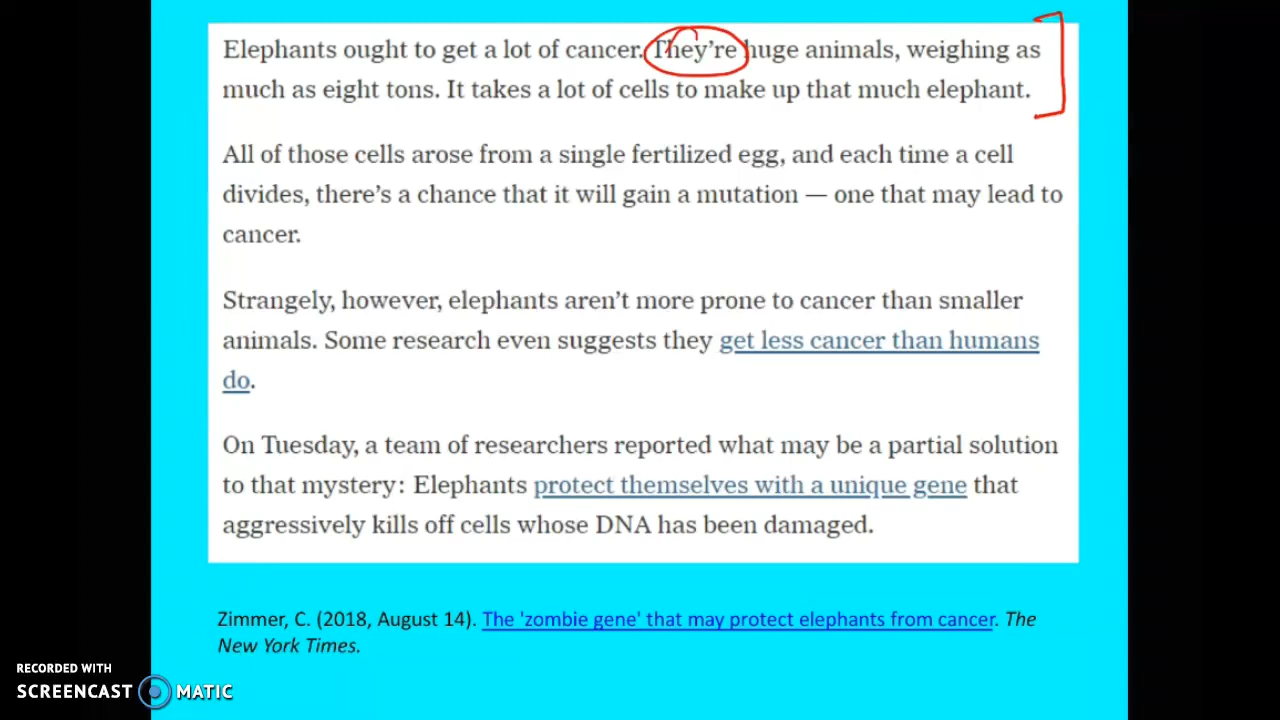 Elephants ought to get a lot of cancer. They’re huge animals, weighing as
much as eight tons. It takes a lot of cells to make up that much elephant.
All of those cells arose from a single fertilized egg, and each time a cell
divides, there’s a chance that it will gain a mutation — one that may lead to
cancer.
Strangely, however, elephants aren’t more prone to cancer than smaller
animals. Some research even suggests they get less cancer than humans
do.
On Tuesday, a team of researchers reported what may be a partial solution
to that mystery: Elephants protect themselves with a unique gene that
aggressively kills off cells whose DNA has been damaged.
Zimmer, C. (2018, August 14). The 'zombie gene' that may protect elephants from cancer. The
New York Times.
RECORDED WITH
SCREENCAST MATIC